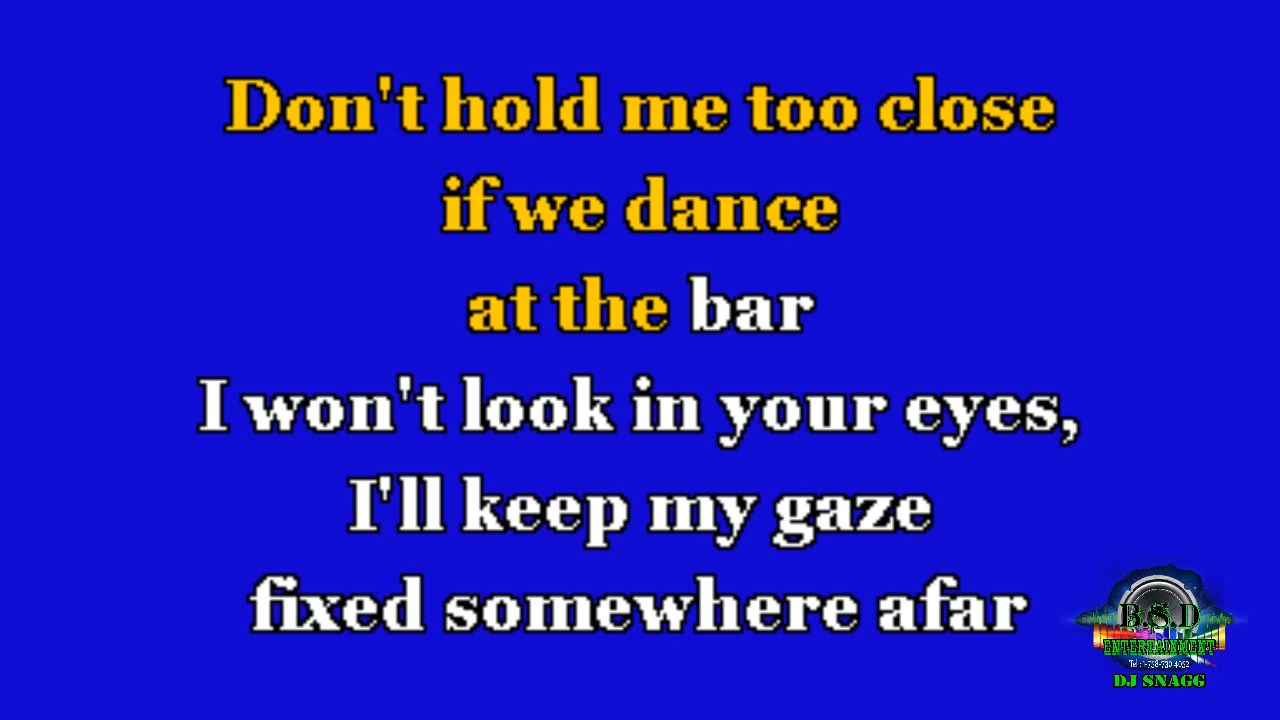 Don't hold me too close
if we dance
at the bar
I won't look in your eyes,
I'll keep my gaze
fixed somewhere afar
B.S.D
ENTERTAINMENT
DJ SNAGG